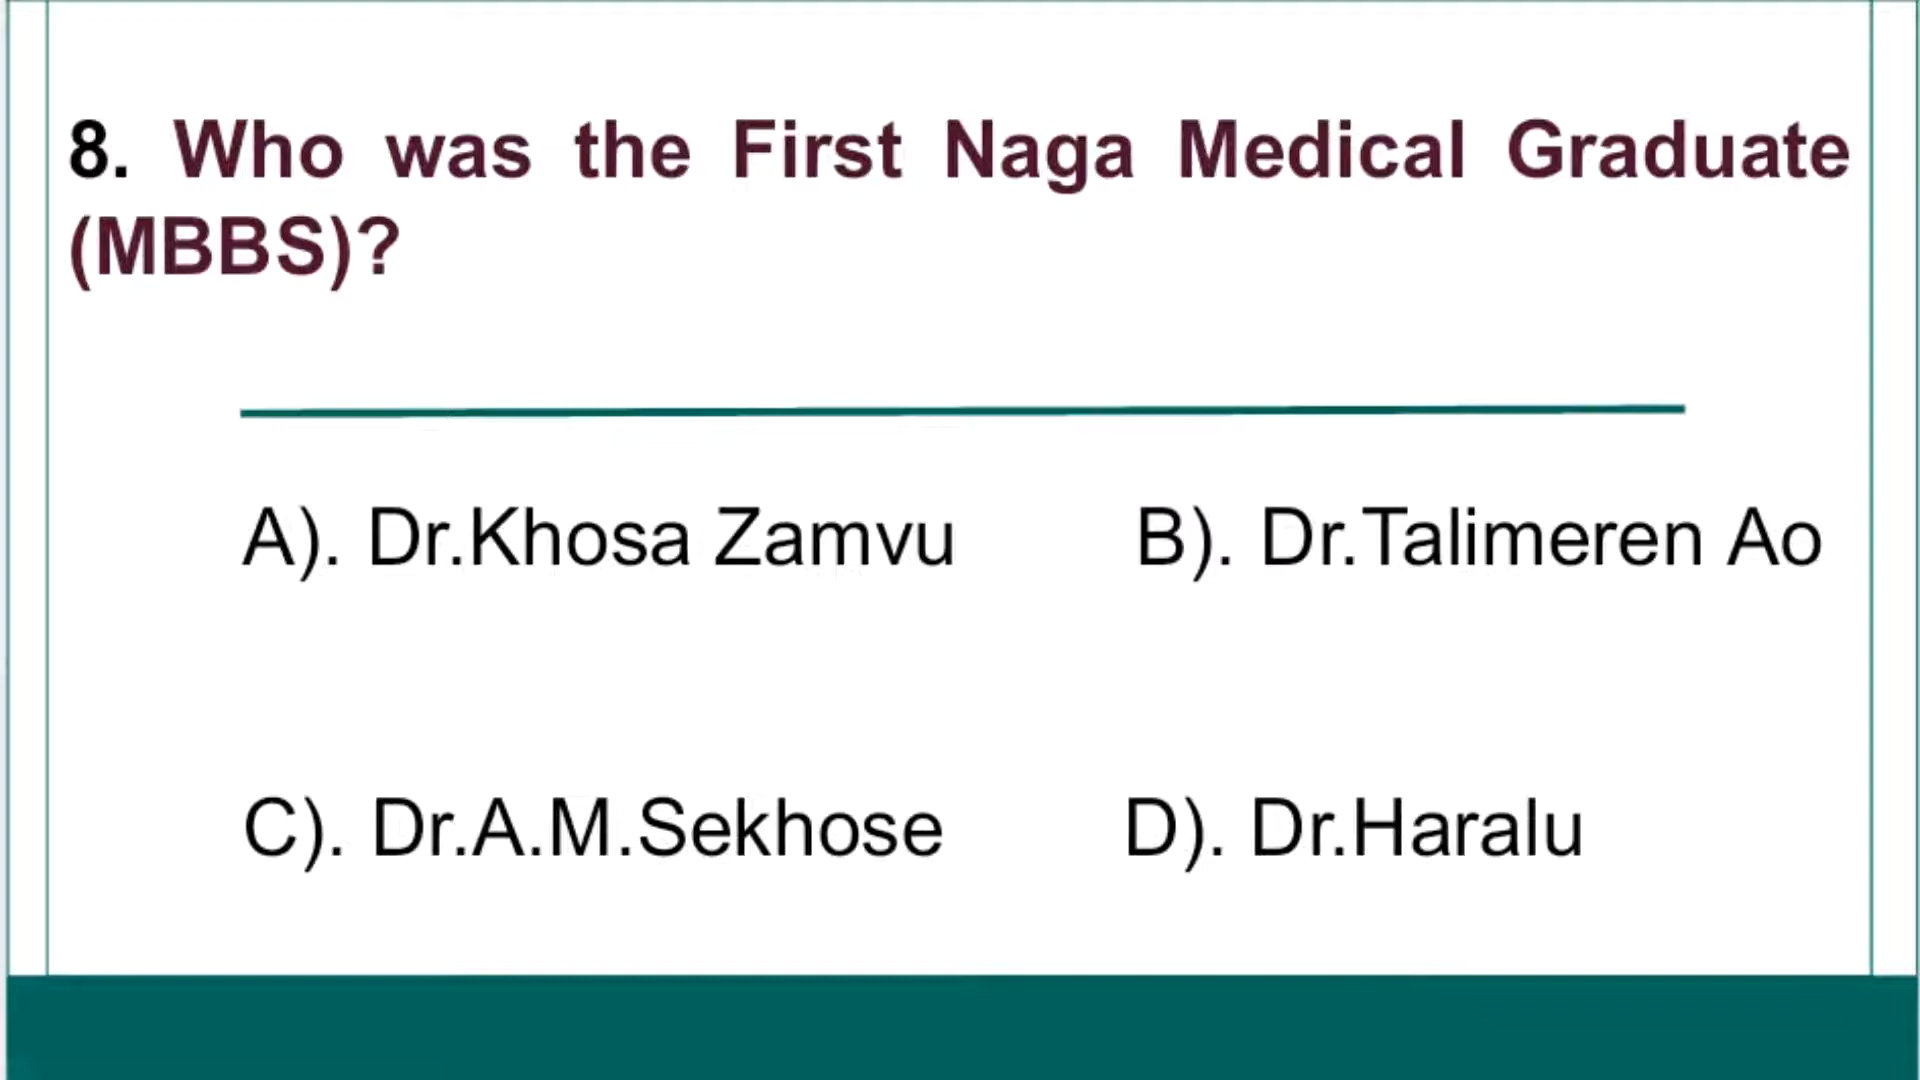 8. Who was the First Naga Medical Graduate
(MBBS)?
A). Dr.Khosa Zamvu B). Dr.Talimeren Ao
C). Dr.A.M.Sekhose D). Dr.Haralu